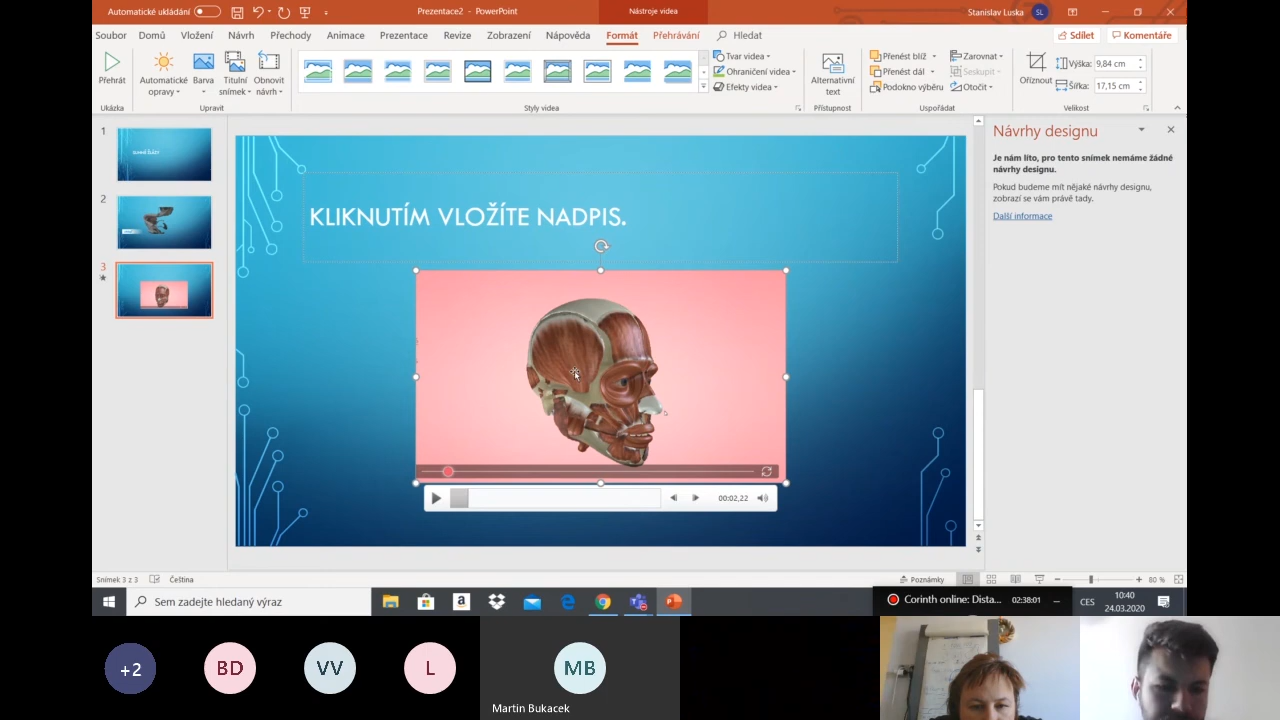 Automatické ukládání
Prezentace2 - PowerPoint
Nástroje videa
Stanislav Luska
SL
Soubor
Domů
Vložení
Návrh
Přechody
Animace
Prezentace
Revize
Zobrazení
Nápověda
Formát
Přehrávání
Hledat
Sdílet
Komentáře
Přehrát
Automatické opravy
Barva
Titulní snímek
Obnovit návrh
Tvar videa
Ohraničení videa
Efekty videa
Alternativní text
Přenést blíž
Přenést dál
Podokno výběru
Zarovnat
Seskupit
Otočit
Oříznout
Výška: 9,84 cm
Šířka: 17,15 cm
Ukázka
Upravit
Styly videa
Přístupnost
Uspořádat
Velikost
1
2
3
KLIKNUTÍM VLOŽÍTE NADPIS.
00:02,22
Návrhy designu
Je nám líto, pro tento snímek nemáme žádné
návrhy designu.
Pokud budeme mít nějaké návrhy designu,
zobrazí se vám právě tady.
Další informace
Snímek 3 z 3
Čeština
Poznámky
80 %
Sem zadejte hledaný výraz
Corinth online: Dista...
02:38:01
CES
10:40
24.03.2020
+2
BD
VV
L
MB
Martin Bukacek